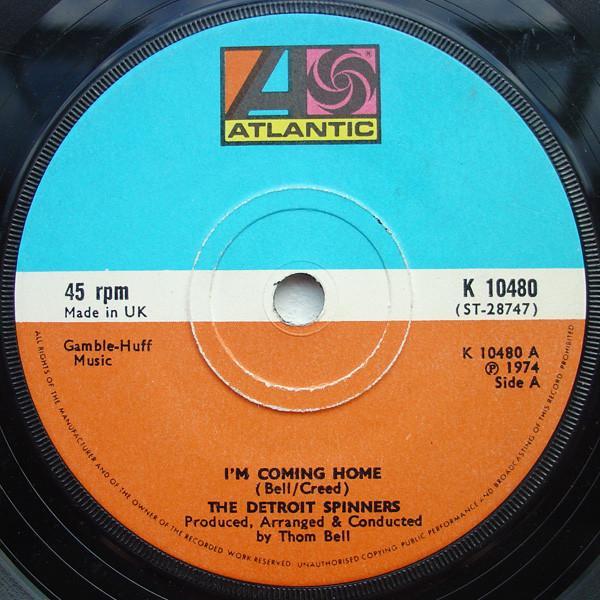 ATLANTIC
®
45 rpm
Made in UK
K 10480
(ST-28747)
Gamble-Huff
Music
K 10480 A
℗ 1974
Side A
I'M COMING HOME
(Bell/Creed)
THE DETROIT SPINNERS
Produced, Arranged & Conducted
by Thom Bell
ALL RIGHTS OF THE MANUFACTURER AND OF THE OWNER OF THE RECORDED WORK RESERVED. UNAUTHORISED COPYING PUBLIC PERFORMANCE AND BROADCASTING OF THIS RECORD PROHIBITED